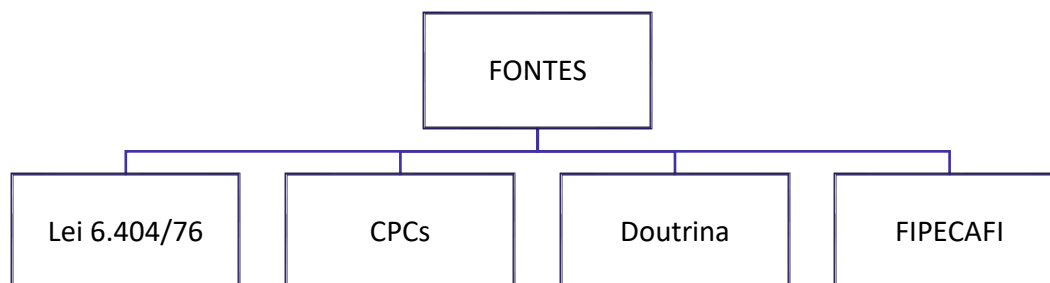 FONTES
Lei 6.404/76
CPCs
Doutrina
FIPECAFI